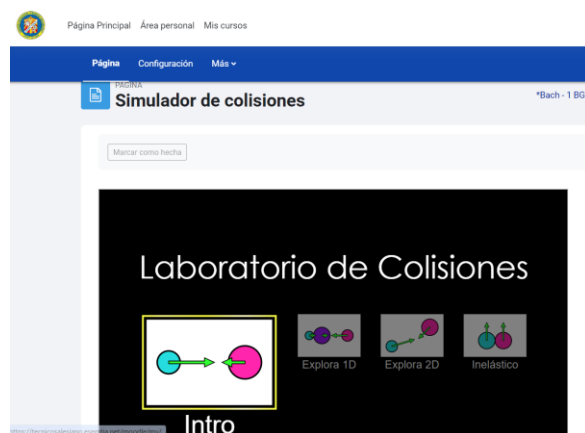 Página Principal Área personal Mis cursos
Página Configuración Más
PÁGINA
Simulador de colisiones
*Bach - 1 BG
Marcar como hecha
Laboratorio de Colisiones
Explora 1D Explora 2D Inelástico
Intro